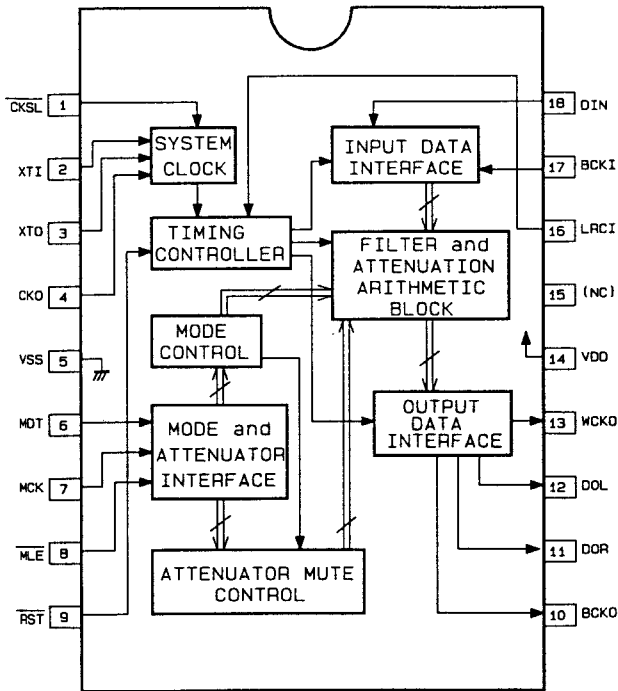 CKSL 1
XTI 2
XTO 3
CKO 4
VSS 5
MDT 6
MCK 7
MLE 8
RST 9
SYSTEM
CLOCK
TIMING
CONTROLLER
MODE
CONTROL
MODE and
ATTENUATOR
INTERFACE
ATTENUATOR MUTE
CONTROL
INPUT DATA
INTERFACE
FILTER and
ATTENUATION
ARITHMETIC
BLOCK
OUTPUT
DATA
INTERFACE
18 DIN
17 BCKI
16 LRCI
15 (NC)
14 VDD
13 WCKO
12 DOL
11 DOR
10 BCKO